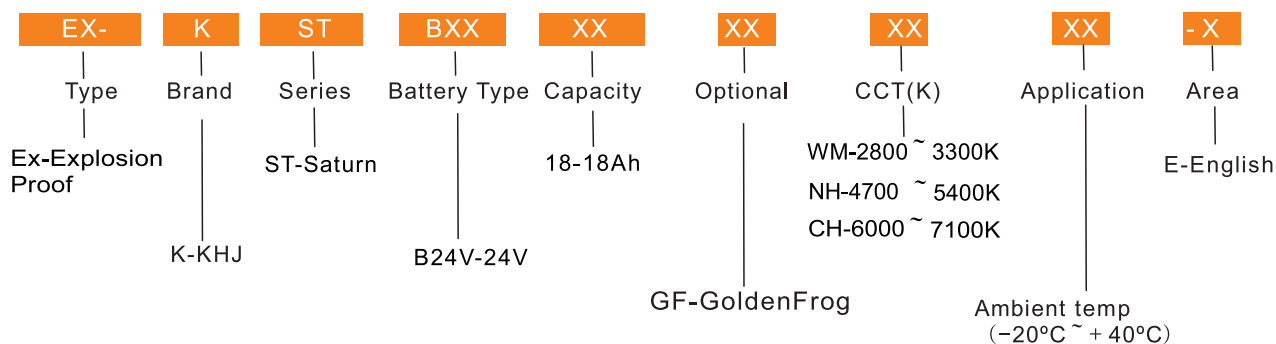 EX- K ST BXX XX XX XX XX - X
Type Brand Series Battery Type Capacity Optional CCT(K) Application Area
Ex-Explosion
Proof
K-KHJ
ST-Saturn
B24V-24V
18-18Ah
GF-GoldenFrog
WM-2800 ~ 3300K
NH-4700 ~ 5400K
CH-6000 ~ 7100K
Ambient temp
(−20ºC ~ + 40ºC)
E-English